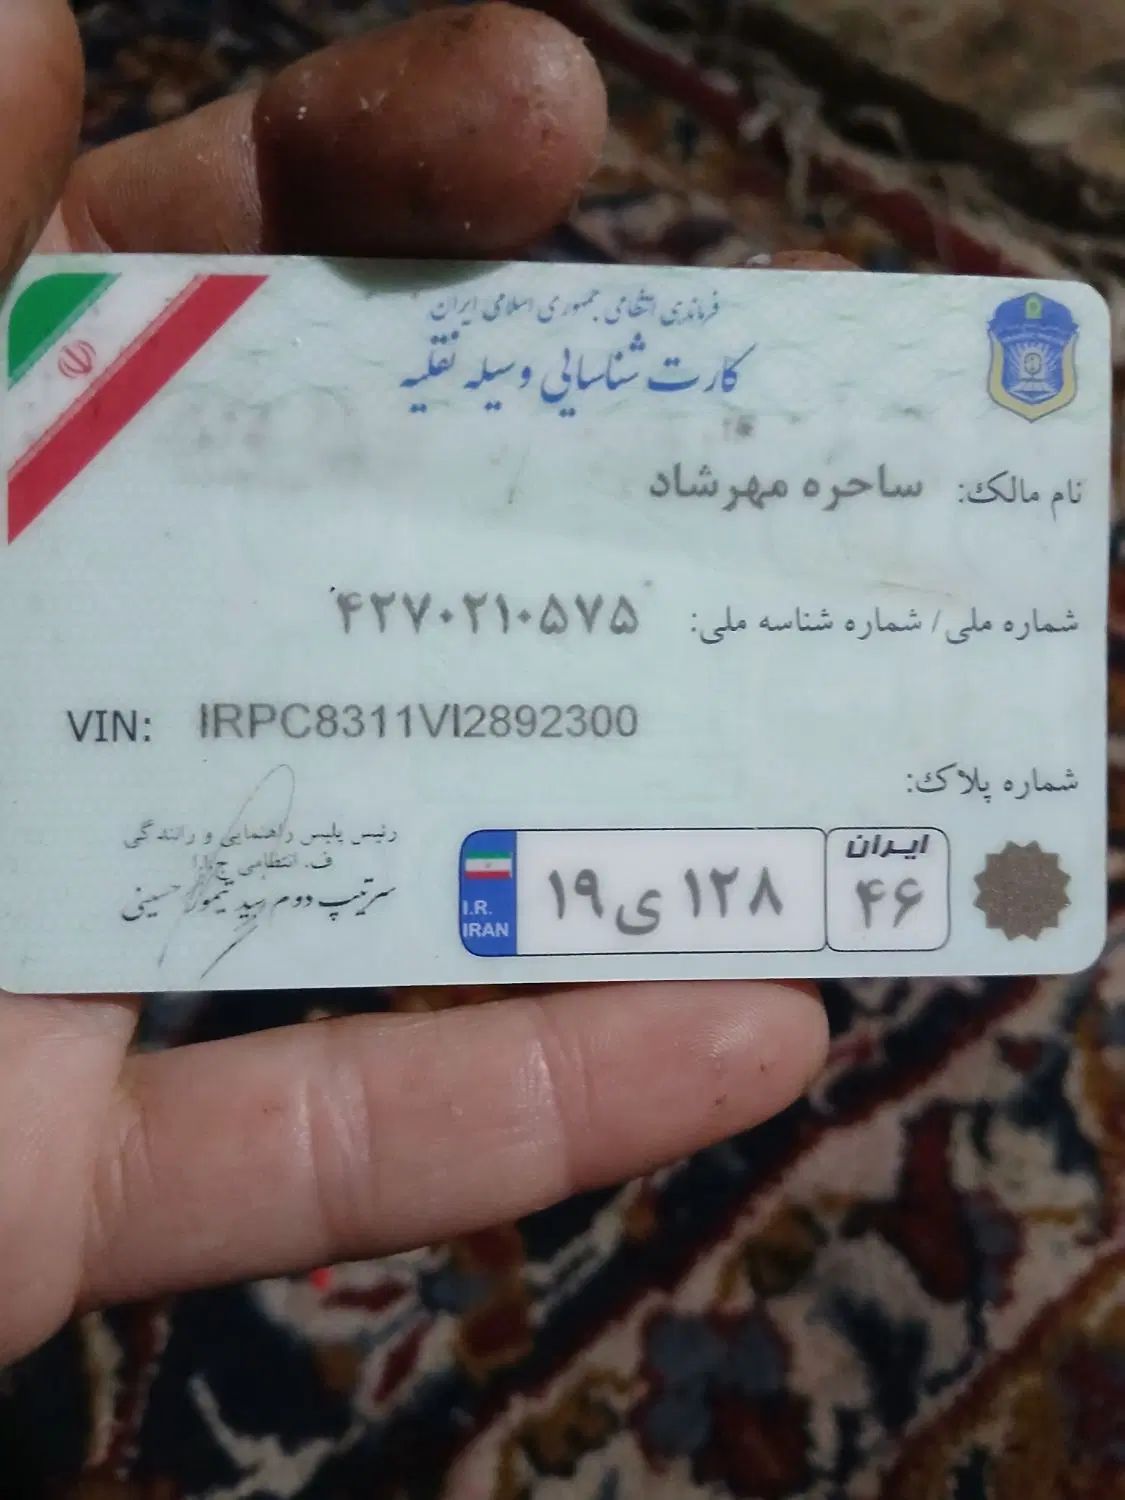 فرماندهی انتظامی جمهوری اسلامی ایران
کارت شناسایی وسیله نقلیه
نام مالک: ساحره مهرشاد
شماره ملی/ شماره شناسه ملی: ۴۲۷۰۲۱۰۵۷۵
VIN: IRPC8311VI2892300
شماره پلاک:
رئیس پلیس راهنمایی و رانندگی
ف. انتظامی ج.ا.ا
سرتیپ دوم سید تیمور حسینی
I.R.
IRAN
۱۹ ی ۱۲۸
ایران
۴۶